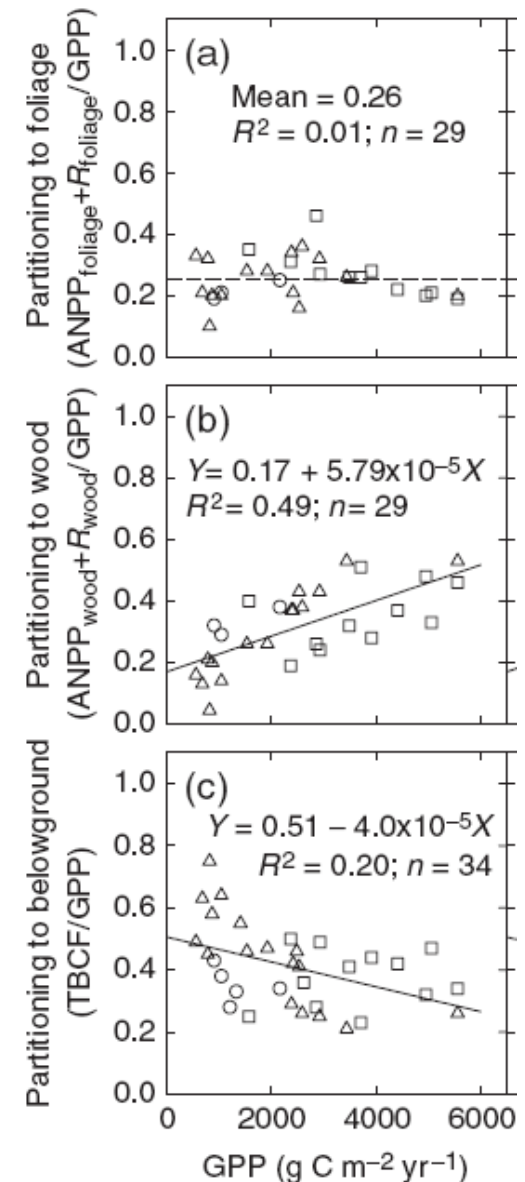 Partitioning to foliage
(ANPP_foliage+R_foliage/GPP)
1.0
0.8
0.6
0.4
0.2
0.0
(a)
Mean = 0.26
R² = 0.01; n = 29
Partitioning to wood
(ANPP_wood+R_wood/GPP)
1.0
0.8
0.6
0.4
0.2
0.0
(b)
Y= 0.17 + 5.79x10⁻⁵X
R²= 0.49; n= 29
Partitioning to belowground
(TBCF/GPP)
1.0
0.8
0.6
0.4
0.2
0.0
(c)
Y = 0.51 – 4.0x10⁻⁵X
R² = 0.20; n = 34
0 2000 4000 6000
GPP (g C m⁻² yr⁻¹)